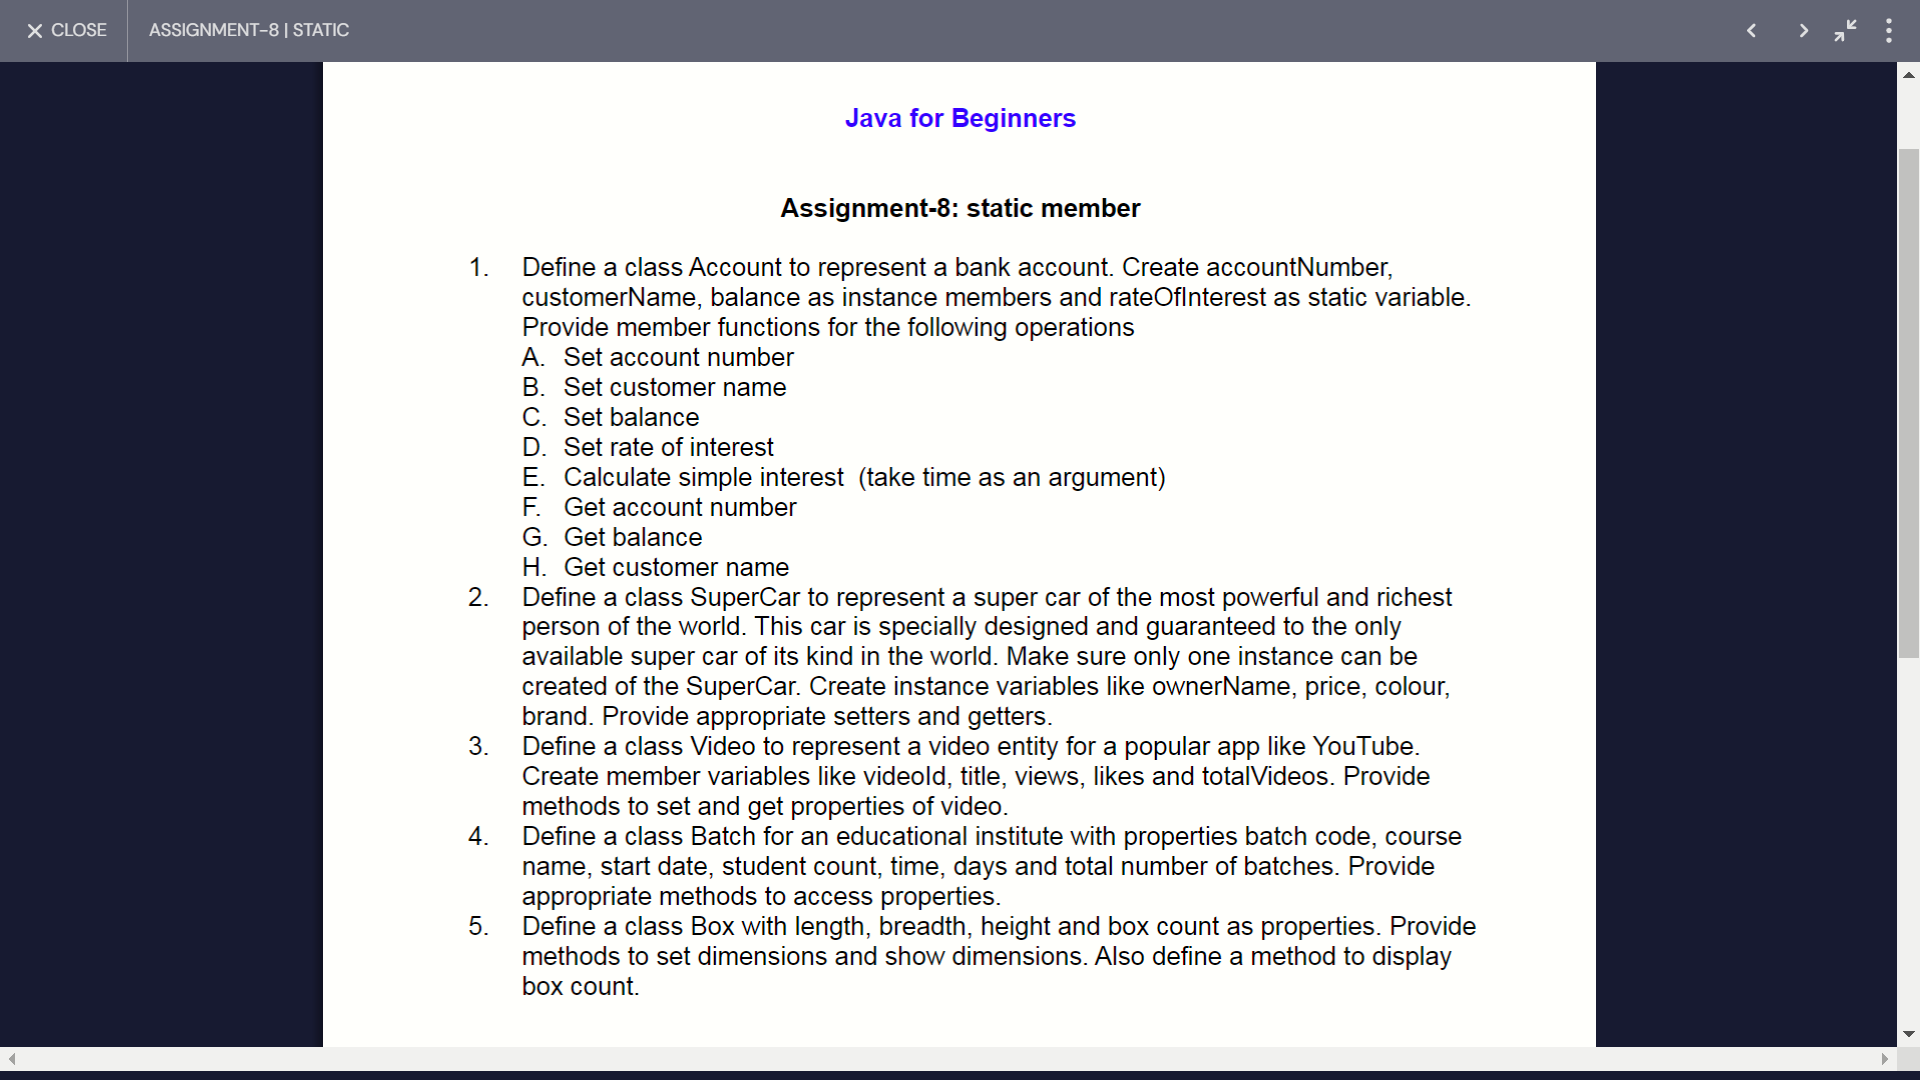 CLOSE
ASSIGNMENT-8 | STATIC
Java for Beginners
Assignment-8: static member
1. Define a class Account to represent a bank account. Create accountNumber,
customerName, balance as instance members and rateOfInterest as static variable.
Provide member functions for the following operations
A. Set account number
B. Set customer name
C. Set balance
D. Set rate of interest
E. Calculate simple interest (take time as an argument)
F. Get account number
G. Get balance
H. Get customer name
2. Define a class SuperCar to represent a super car of the most powerful and richest
person of the world. This car is specially designed and guaranteed to the only
available super car of its kind in the world. Make sure only one instance can be
created of the SuperCar. Create instance variables like ownerName, price, colour,
brand. Provide appropriate setters and getters.
3. Define a class Video to represent a video entity for a popular app like YouTube.
Create member variables like videoId, title, views, likes and totalVideos. Provide
methods to set and get properties of video.
4. Define a class Batch for an educational institute with properties batch code, course
name, start date, student count, time, days and total number of batches. Provide
appropriate methods to access properties.
5. Define a class Box with length, breadth, height and box count as properties. Provide
methods to set dimensions and show dimensions. Also define a method to display
box count.